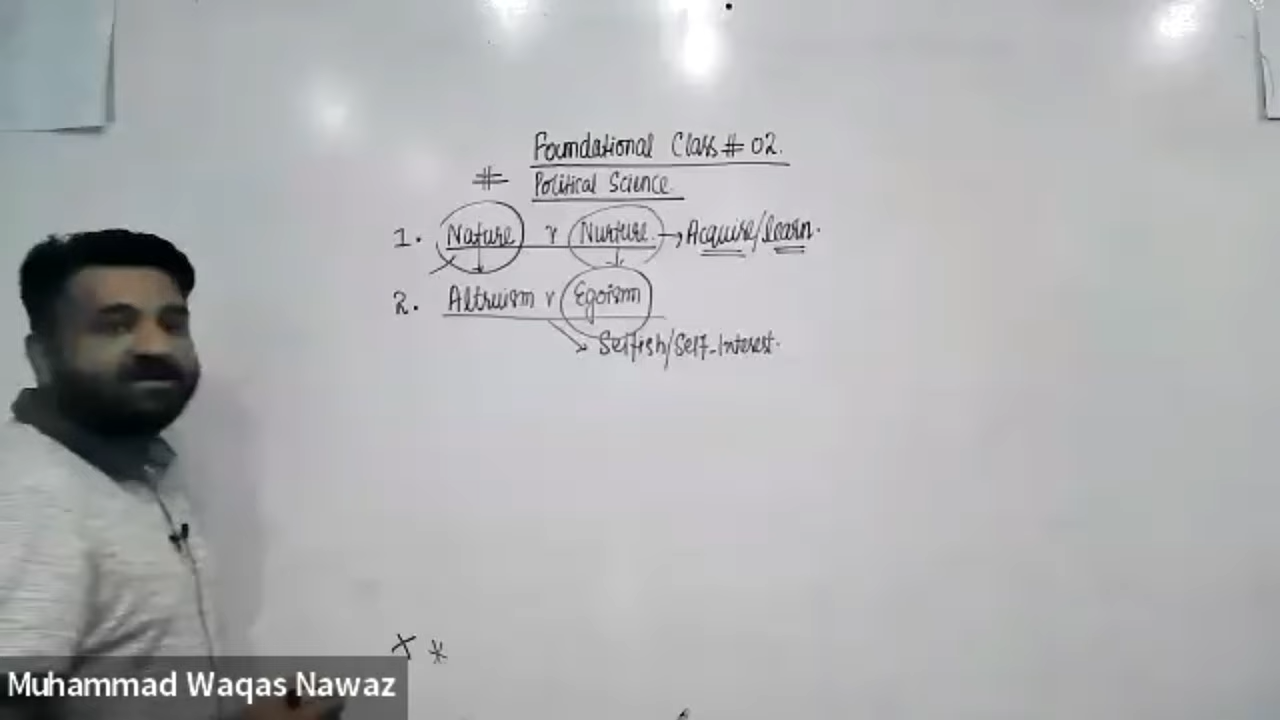 Foundational Class # 02.
# Political Science
1. Nature v Nurture → Acquire/learn.
2. Altruism v Egoism
Selfish/Self-Interest.
Muhammad Waqas Nawaz